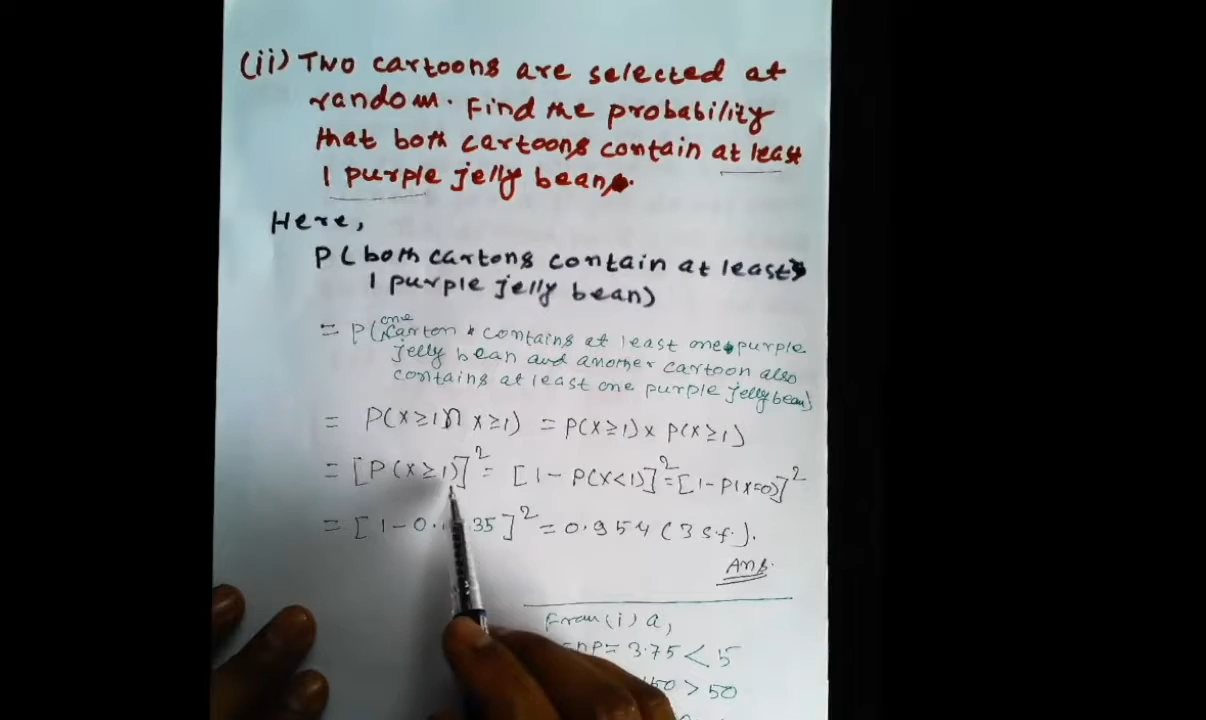 (ii) Two cartoons are selected at
random. Find the probability
that both cartoons contain at least
1 purple jelly bean.
Here,
P(both cartons contain at least
1 purple jelly bean)
= P(one carton contains at least one purple
jelly bean and another cartoon also
contains at least one purple jelly bean)
= P(X≥1 ∩ X≥1) = P(X≥1) × P(X≥1)
= [P(X≥1)]² = [1-P(X<1)]² = [1-P(X=0)]²
= [1-0. 35]² = 0.954 (3 s.f.).
Ans.
From (i) a,
np = 3.75 < 5
> 50